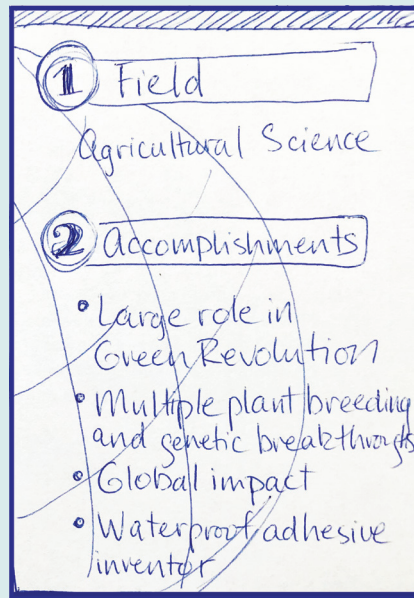 1 Field
Agricultural Science
2 Accomplishments
• Large role in
Green Revolution
• Multiple plant breeding
and genetic breakthroughs
• Global impact
• Waterproof adhesive
inventor